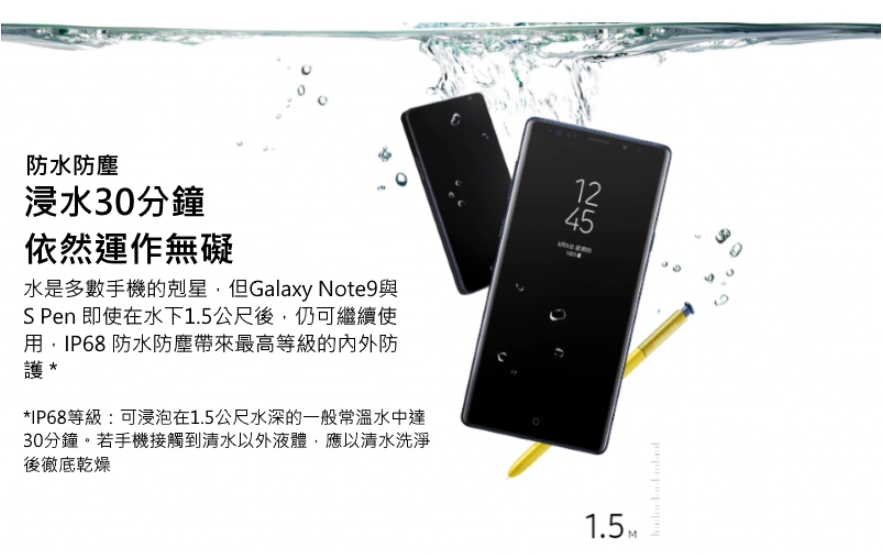 防水防塵
浸水30分鐘
依然運作無礙
水是多數手機的剋星，但Galaxy Note9與
S Pen 即使在水下1.5公尺後，仍可繼續使
用，IP68 防水防塵帶來最高等級的內外防
護 *
*IP68等級：可浸泡在1.5公尺水深的一般常溫水中達
30分鐘。若手機接觸到清水以外液體，應以清水洗淨
後徹底乾燥
12
45
1.5 M